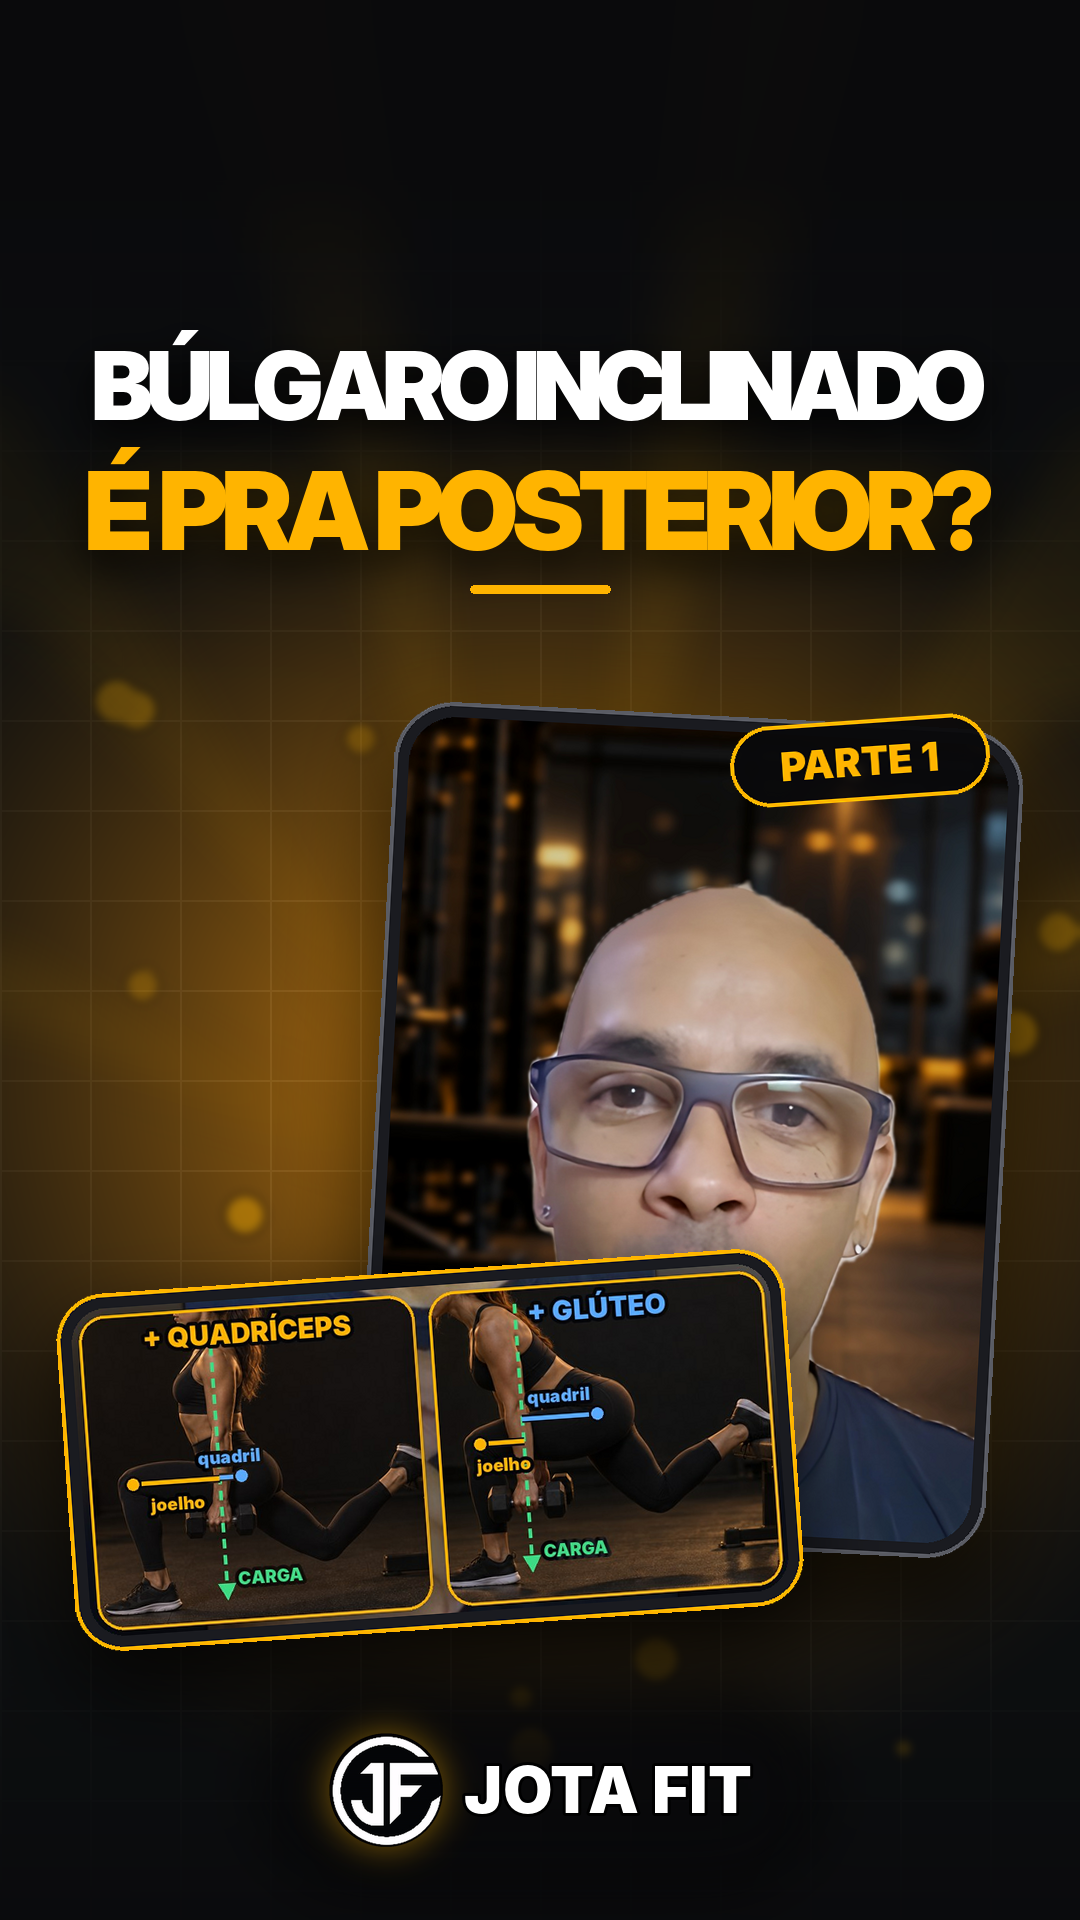 BÚLGARO INCLINADO
É PRA POSTERIOR?
PARTE 1
+ QUADRÍCEPS
quadril
joelho
CARGA
+ GLÚTEO
quadril
joelho
CARGA
JF
JOTA FIT